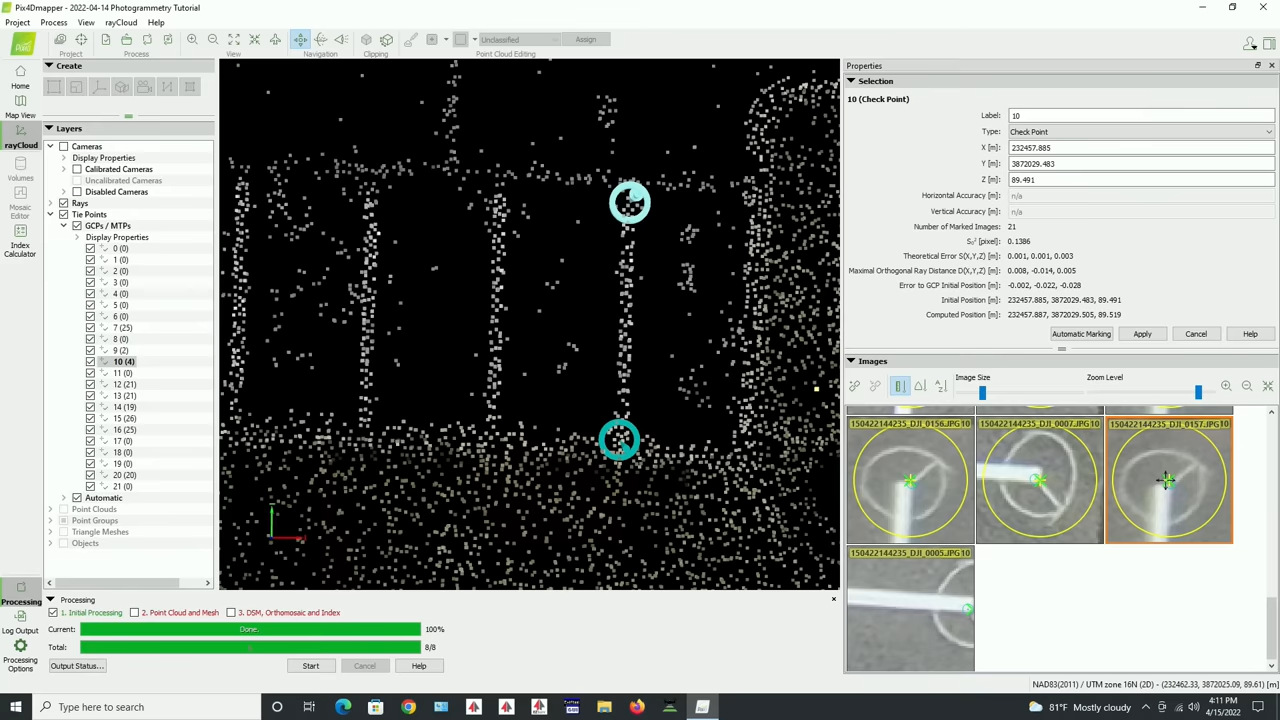 Pix4Dmapper - 2022-04-14 Photogrammetry Tutorial
Project Process View rayCloud Help
Project Process View Navigation Clipping Point Cloud Editing
Unclassified Assign
Home
Map View
rayCloud
Volumes
Mosaic
Editor
Index
Calculator
Create
Layers
Cameras
Display Properties
Calibrated Cameras
Uncalibrated Cameras
Disabled Cameras
Rays
Tie Points
GCPs / MTPs
Display Properties
0 (0)
1 (0)
2 (0)
3 (0)
4 (0)
5 (0)
6 (0)
7 (25)
8 (0)
9 (2)
10 (4)
11 (0)
12 (21)
13 (21)
14 (19)
15 (26)
16 (25)
17 (0)
18 (0)
19 (0)
20 (20)
21 (0)
Automatic
Point Clouds
Point Groups
Triangle Meshes
Objects
Properties
Selection
10 (Check Point)
Label: 10
Type: Check Point
X [m]: 232457.885
Y [m]: 3872029.483
Z [m]: 89.491
Horizontal Accuracy [m]: n/a
Vertical Accuracy [m]: n/a
Number of Marked Images: 21
S₀² [pixel]: 0.1386
Theoretical Error S(X,Y,Z) [m]: 0.001, 0.001, 0.003
Maximal Orthogonal Ray Distance D(X,Y,Z) [m]: 0.008, -0.014, 0.005
Error to GCP Initial Position [m]: -0.002, -0.022, -0.028
Initial Position [m]: 232457.885, 3872029.483, 89.491
Computed Position [m]: 232457.887, 3872029.505, 89.519
Automatic Marking Apply Cancel Help
Images
Image Size Zoom Level
150422144235_DJI_0156.JPG 10
150422144235_DJI_0007.JPG 10
150422144235_DJI_0157.JPG 10
150422144235_DJI_0005.JPG 10
Processing
Log Output
Processing
Options
Processing
1. Initial Processing 2. Point Cloud and Mesh 3. DSM, Orthomosaic and Index
Current: Done. 100%
Total: 8/8
Output Status... Start Cancel Help
NAD83(2011) / UTM zone 16N (2D) - (232462.33, 3872025.09, 89.61) [m]
Type here to search
81°F Mostly cloudy
4:11 PM
4/15/2022